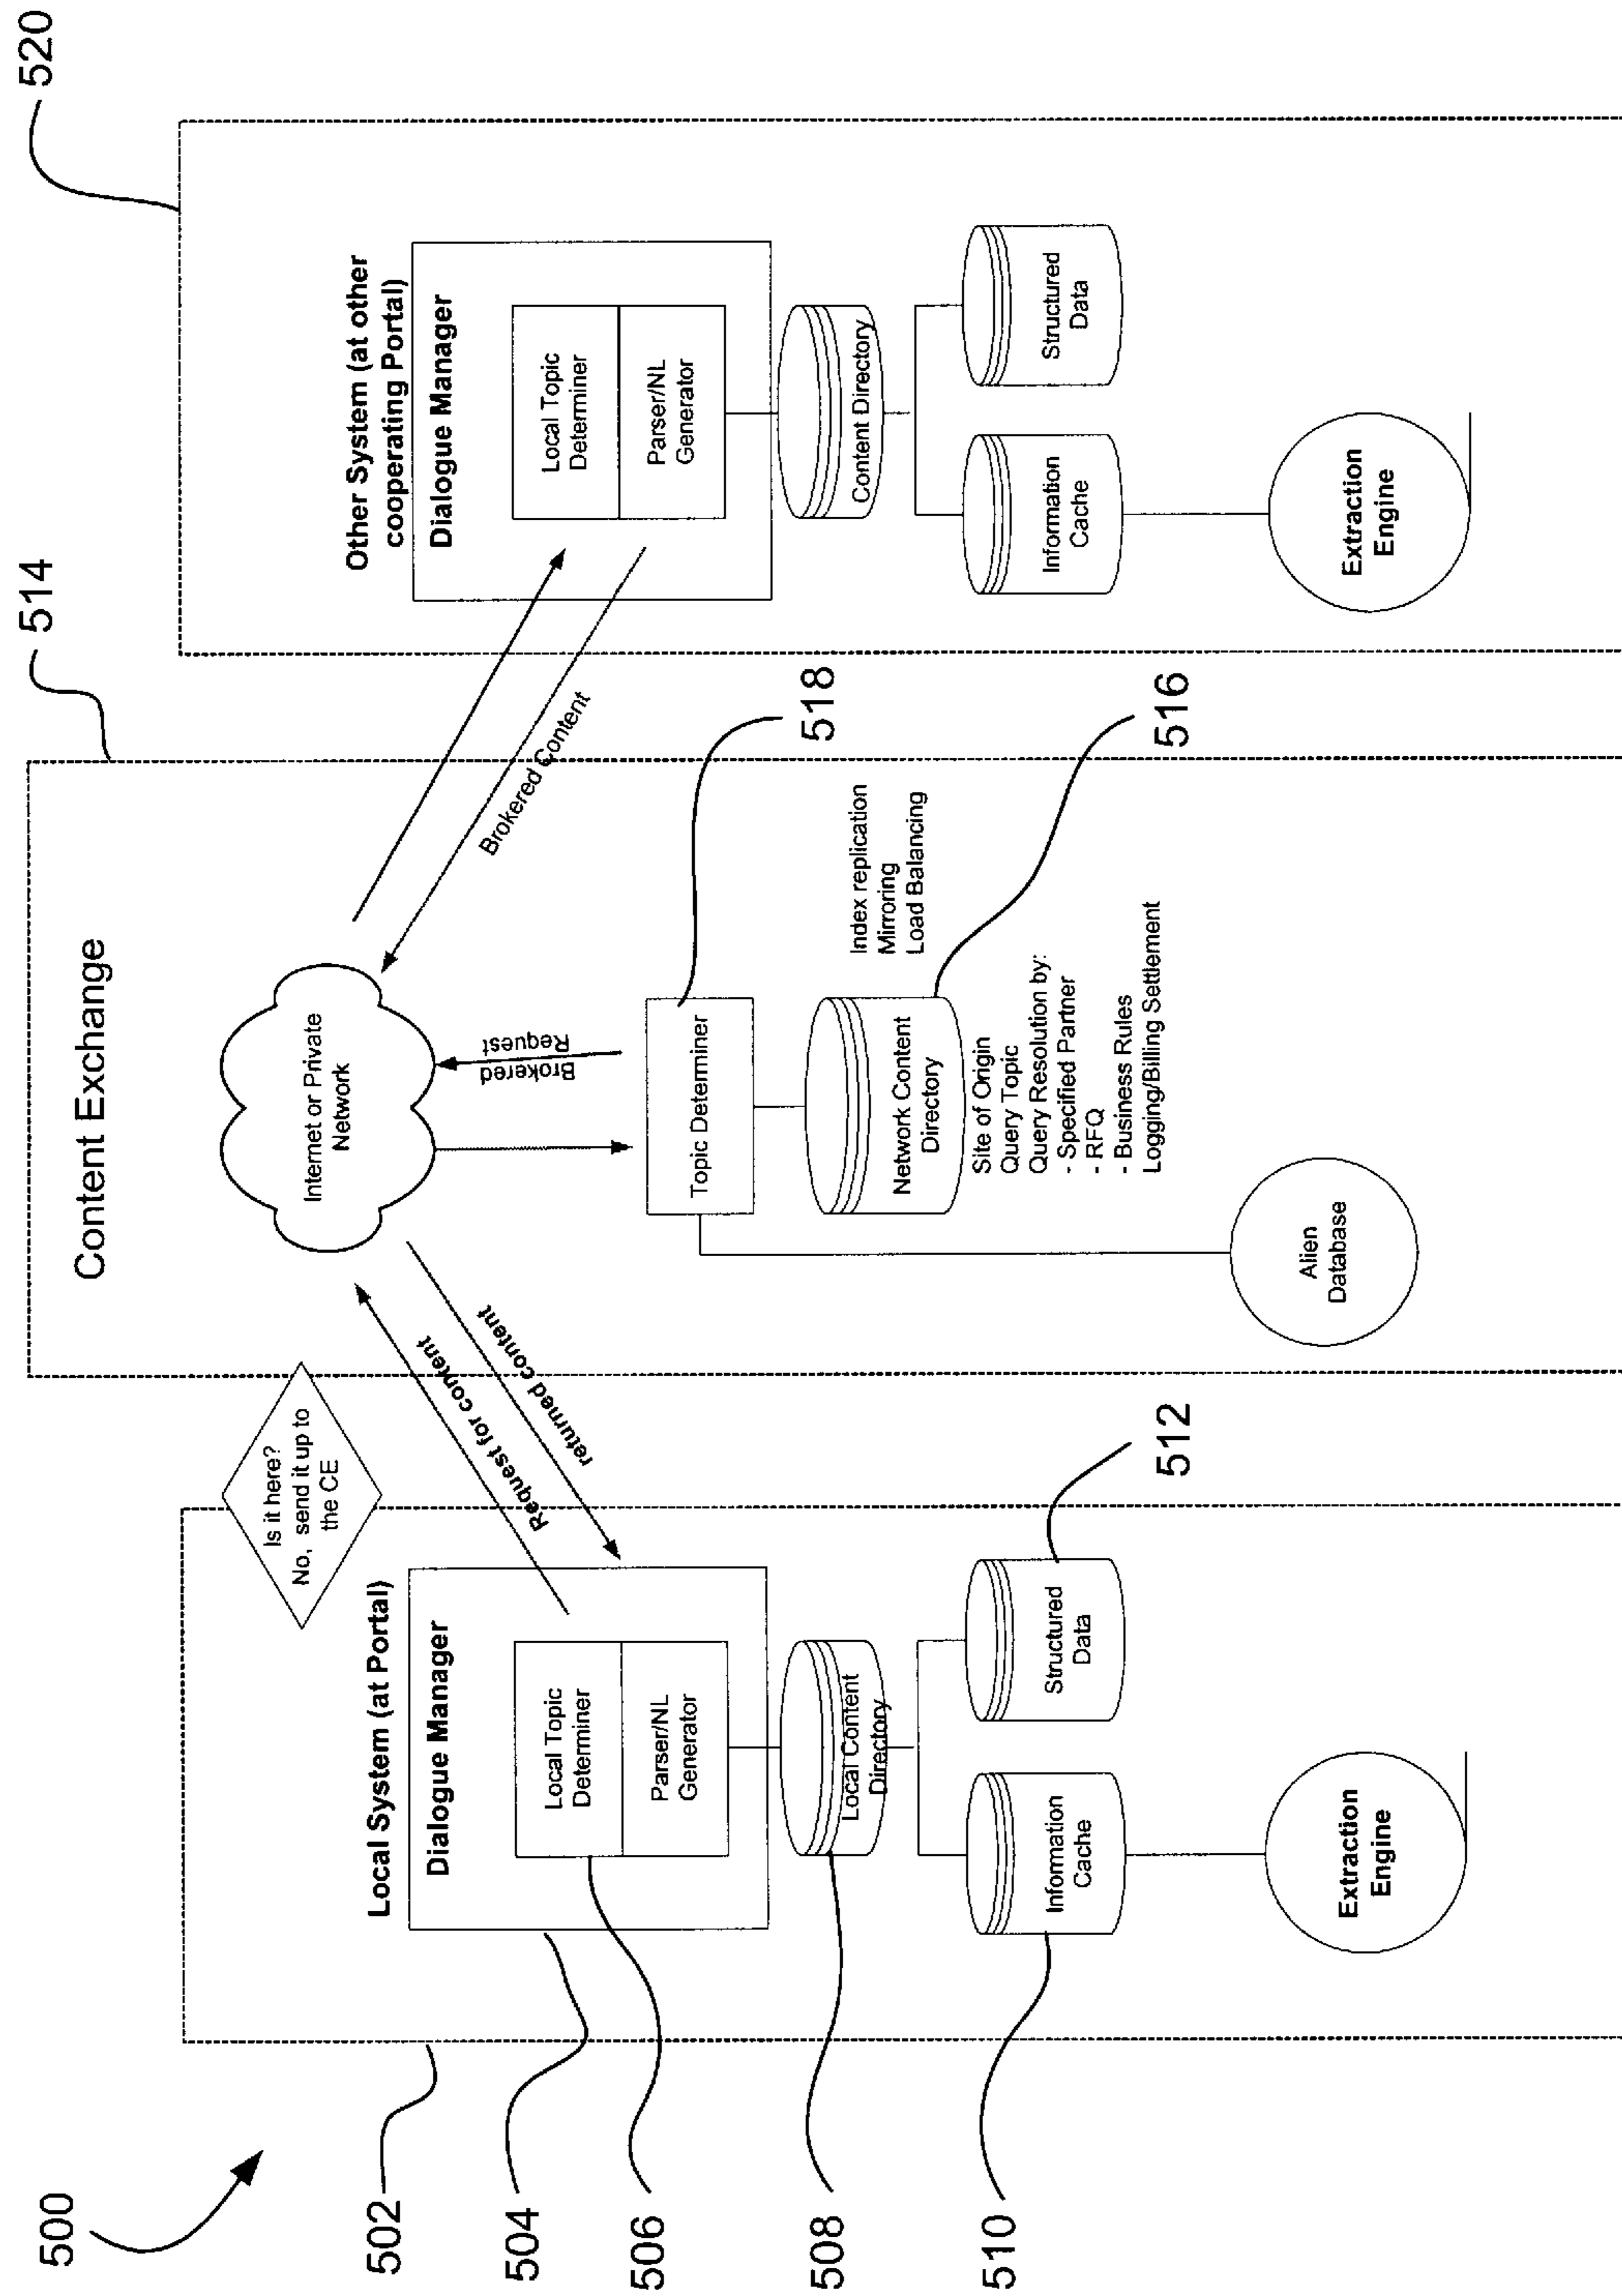 500
502
504
506
508
510
Is it here?
No, send it up to
the CE
Local System (at Portal)
Dialogue Manager
Local Topic
Determiner
Parser/NL
Generator
Local Content
Directory
Information
Cache
Structured
Data
Extraction
Engine
512
Request for content
returned content
514
Content Exchange
Internet or Private
Network
Brokered
Request
Topic Determiner
518
Network Content
Directory
516
Index replication
Mirroring
Load Balancing
Site of Origin
Query Topic
Query Resolution by:
- Specified Partner
- RFQ
- Business Rules
Logging/Billing Settlement
Alien
Database
Brokered Content
520
Other System (at other
cooperating Portal)
Dialogue Manager
Local Topic
Determiner
Parser/NL
Generator
Content Directory
Information
Cache
Structured
Data
Extraction
Engine